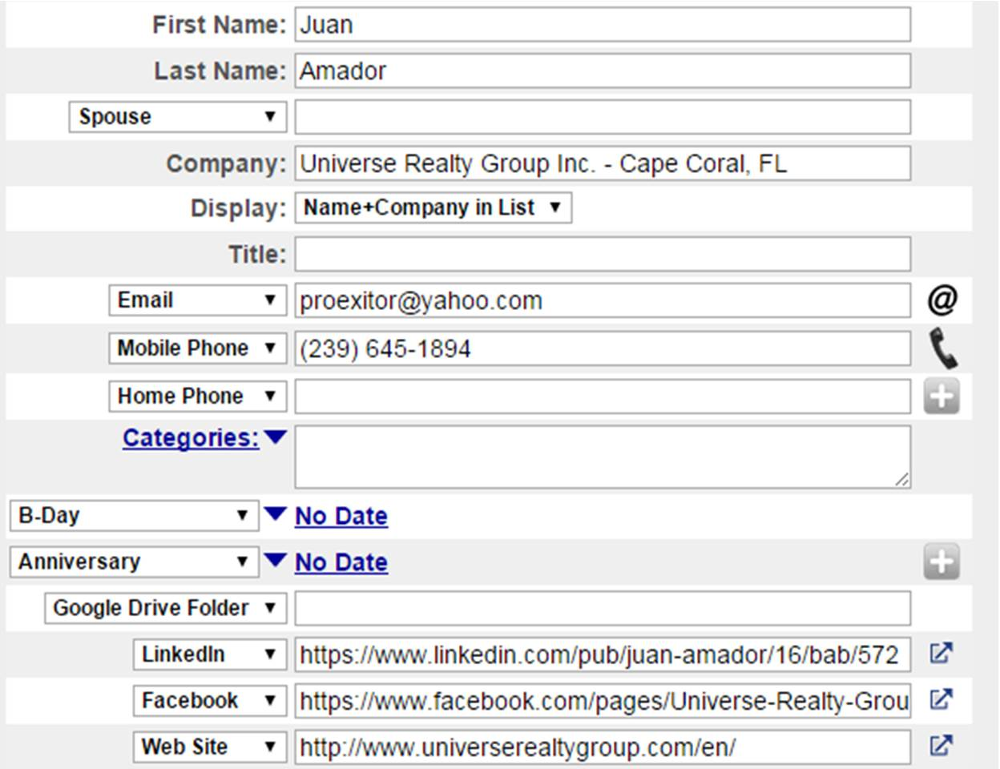 First Name: Juan
Last Name: Amador
Spouse
Company: Universe Realty Group Inc. - Cape Coral, FL
Display: Name+Company in List
Title:
Email proexitor@yahoo.com @
Mobile Phone (239) 645-1894
Home Phone
Categories:
B-Day No Date
Anniversary No Date
Google Drive Folder
LinkedIn https://www.linkedin.com/pub/juan-amador/16/bab/572
Facebook https://www.facebook.com/pages/Universe-Realty-Grou
Web Site http://www.universerealtygroup.com/en/